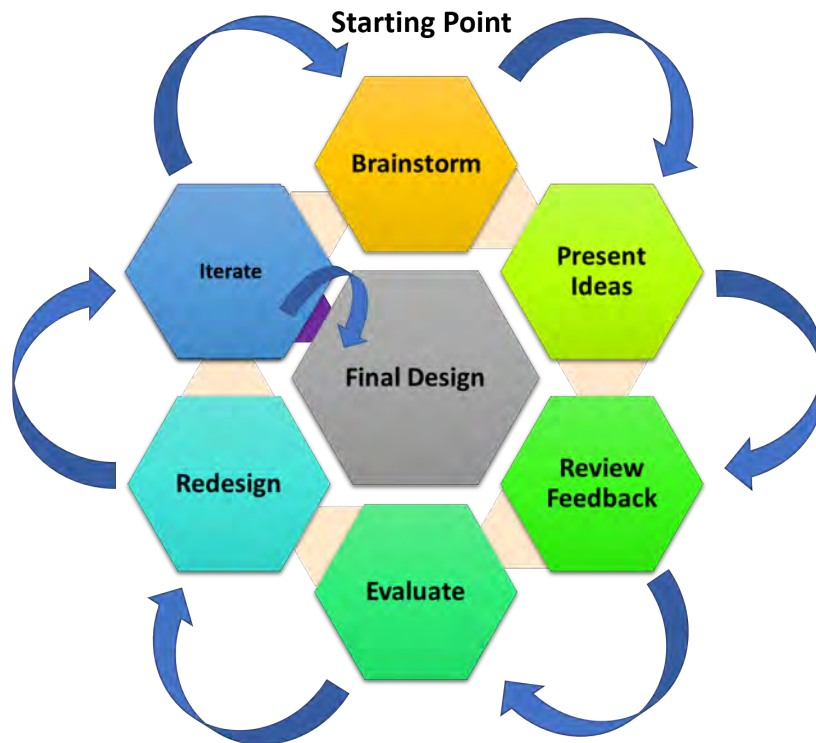 Starting Point
Brainstorm
Present
Ideas
Review
Feedback
Evaluate
Redesign
Iterate
Final Design